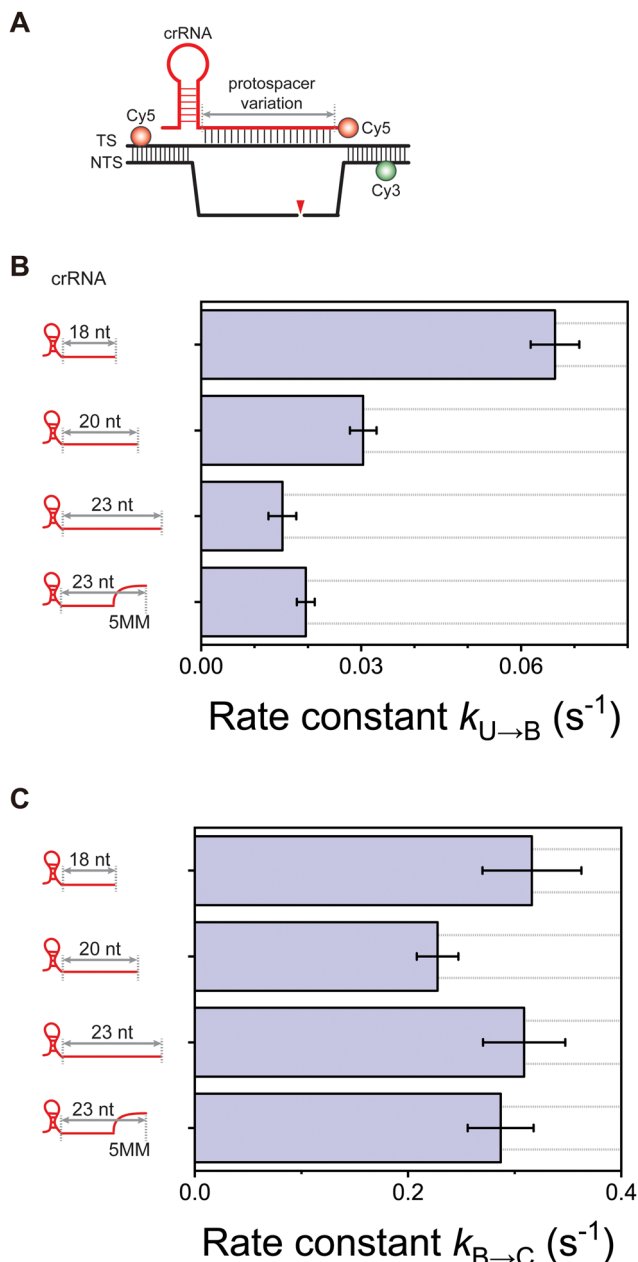 A
crRNA
protospacer
variation
Cy5
Cy5
TS
NTS
Cy3
B
crRNA
18 nt
20 nt
23 nt
23 nt
5MM
0.00
0.03
0.06
Rate constant k_U→B (s⁻¹)
C
18 nt
20 nt
23 nt
23 nt
5MM
0.0
0.2
0.4
Rate constant k_B→C (s⁻¹)